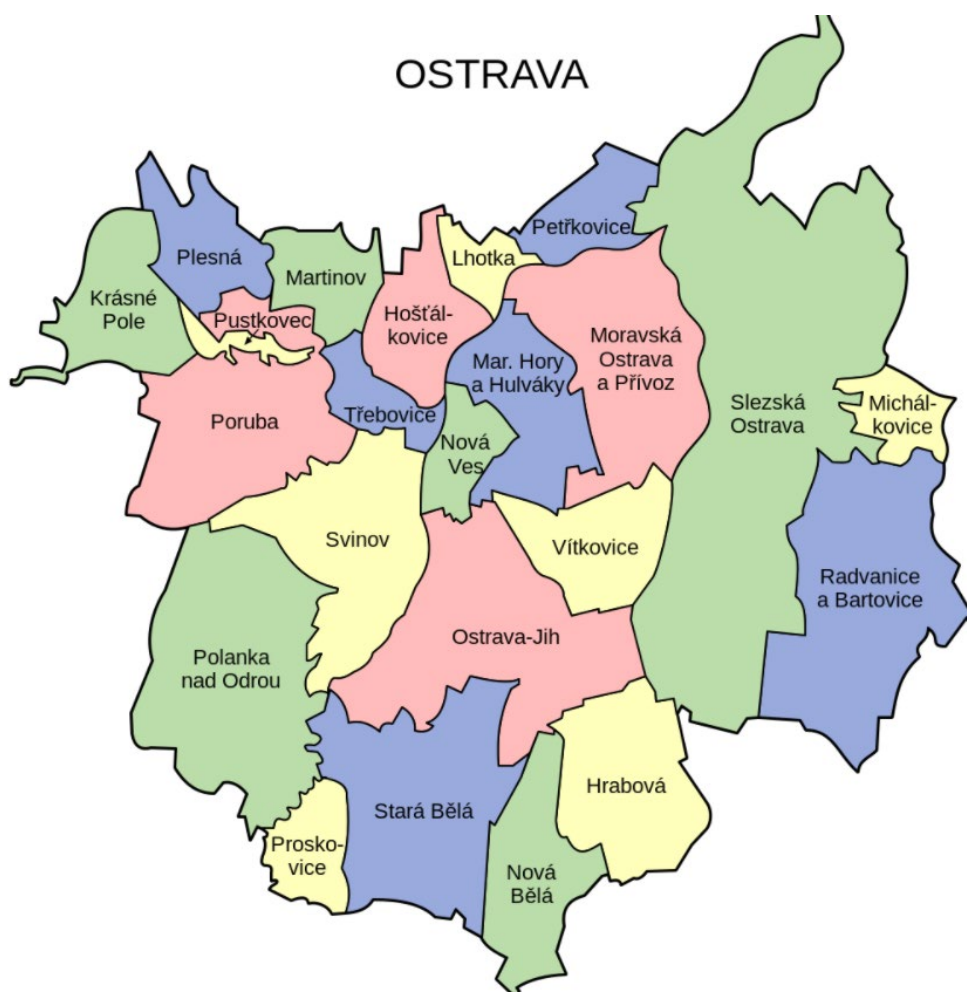 OSTRAVA
Petřkovice
Plesná
Lhotka
Martinov
Krásné
Pole
Pustkovec
Hošťál-
kovice
Moravská
Ostrava
a Přívoz
Mar. Hory
a Hulváky
Slezská
Ostrava
Michál-
kovice
Třebovice
Poruba
Nová
Ves
Svinov
Vítkovice
Radvanice
a Bartovice
Ostrava-Jih
Polanka
nad Odrou
Hrabová
Stará Bělá
Prosko-
vice
Nová
Bělá